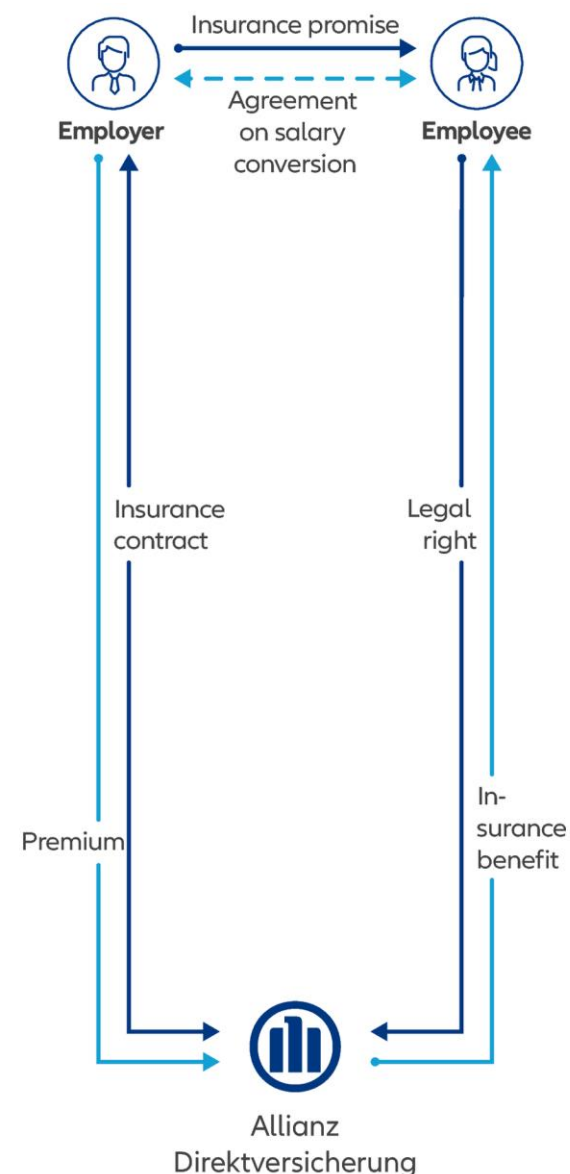 Insurance promise
Agreement
on salary
conversion
Employer
Employee
Insurance
contract
Legal
right
Premium
In-
surance
benefit
Allianz
Direktversicherung